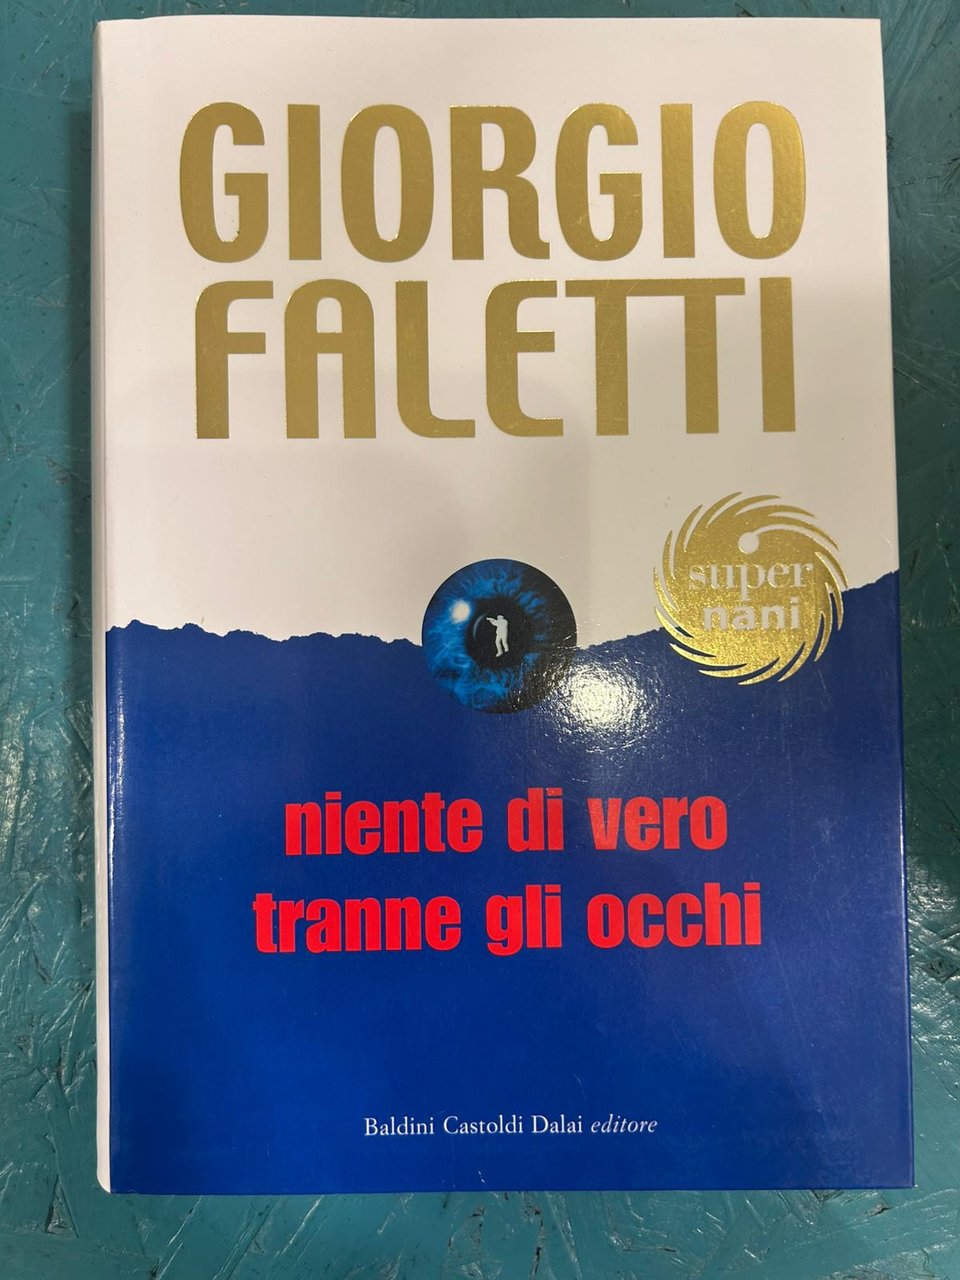 GIORGIO
FALETTI
super
nani
niente di vero
tranne gli occhi
Baldini Castoldi Dalai editore